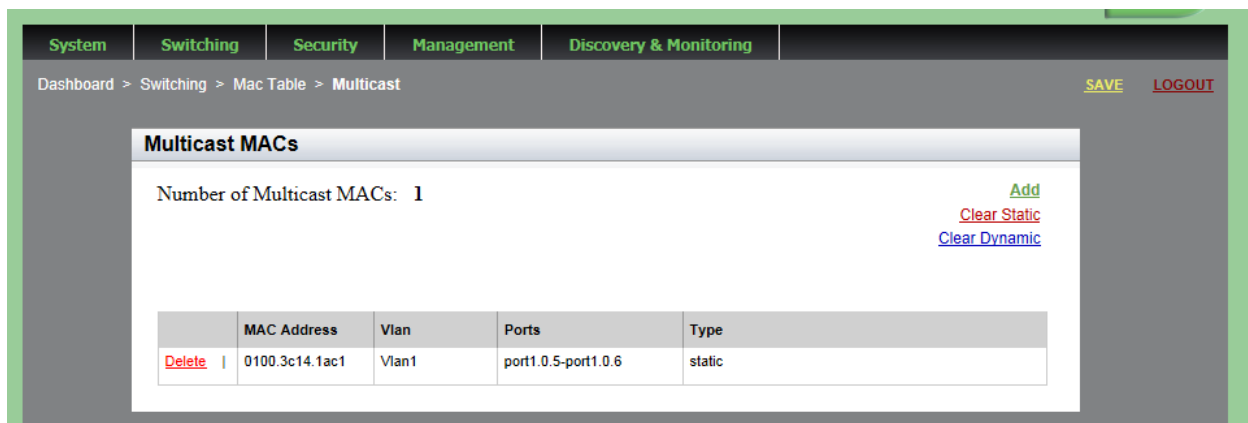 System Switching Security Management Discovery & Monitoring
Dashboard > Switching > Mac Table > Multicast SAVE LOGOUT
Multicast MACs
Number of Multicast MACs: 1
Add
Clear Static
Clear Dynamic
MAC Address Vlan Ports Type
Delete | 0100.3c14.1ac1 Vlan1 port1.0.5-port1.0.6 static